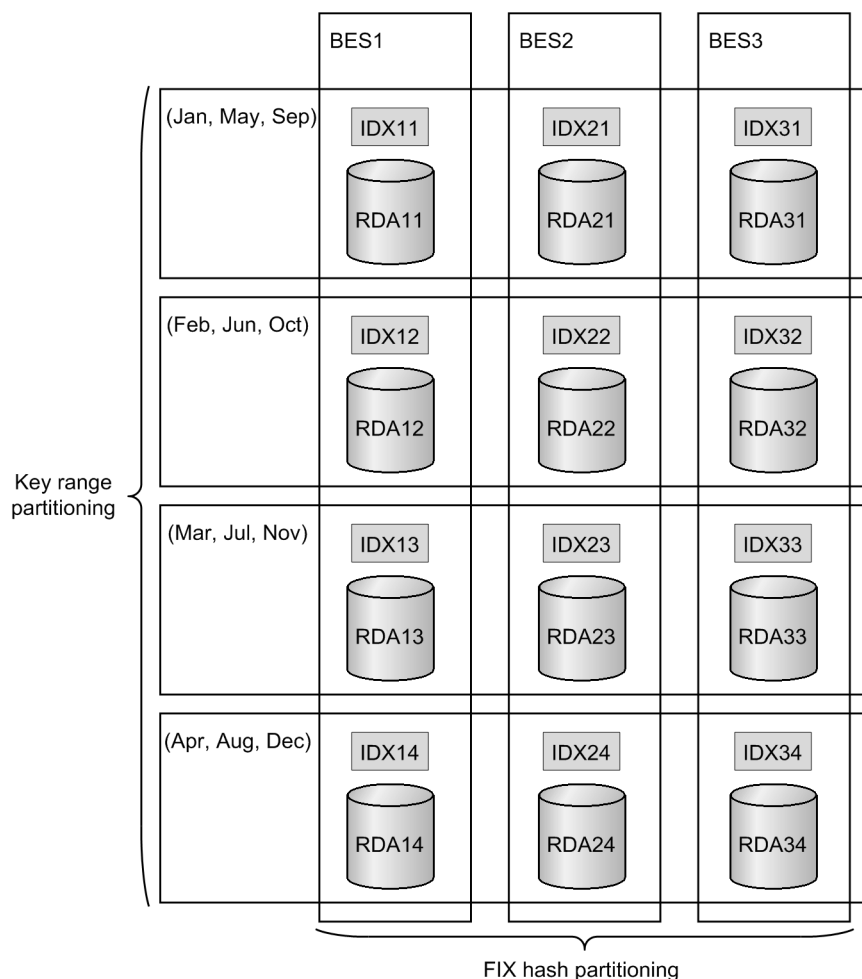 BES1 BES2 BES3
(Jan, May, Sep) IDX11 IDX21 IDX31
RDA11 RDA21 RDA31
(Feb, Jun, Oct) IDX12 IDX22 IDX32
RDA12 RDA22 RDA32
Key range
partitioning
(Mar, Jul, Nov) IDX13 IDX23 IDX33
RDA13 RDA23 RDA33
(Apr, Aug, Dec) IDX14 IDX24 IDX34
RDA14 RDA24 RDA34
FIX hash partitioning